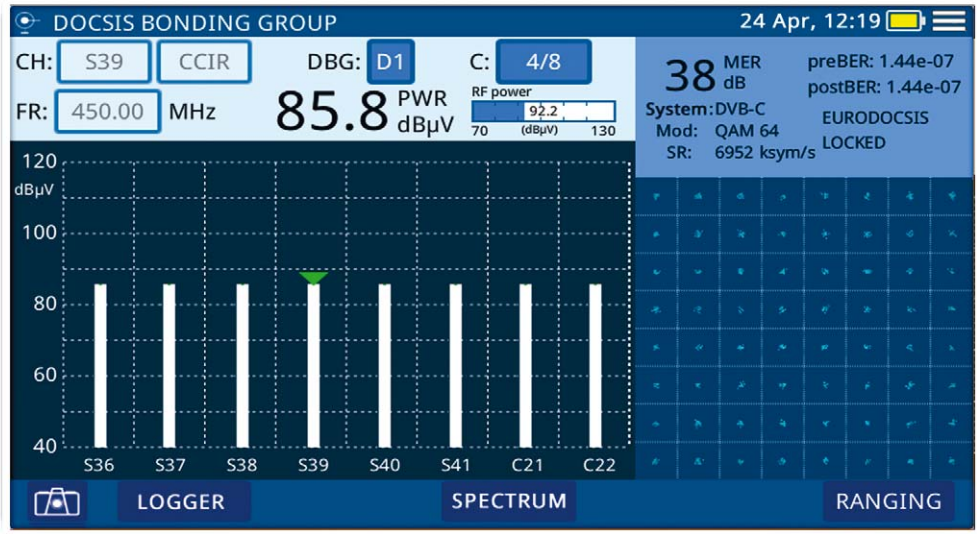 DOCSIS BONDING GROUP
24 Apr, 12:19
CH: S39 CCIR DBG: D1 C: 4/8
FR: 450.00 MHz 85.8 PWR dBµV
RF power
92.2
70 (dBµV) 130
38 MER dB
preBER: 1.44e-07
postBER: 1.44e-07
System: DVB-C
Mod: QAM 64
SR: 6952 ksym/s
EURODOCSIS
LOCKED
120
dBµV
100
80
60
40
S36 S37 S38 S39 S40 S41 C21 C22
LOGGER SPECTRUM RANGING